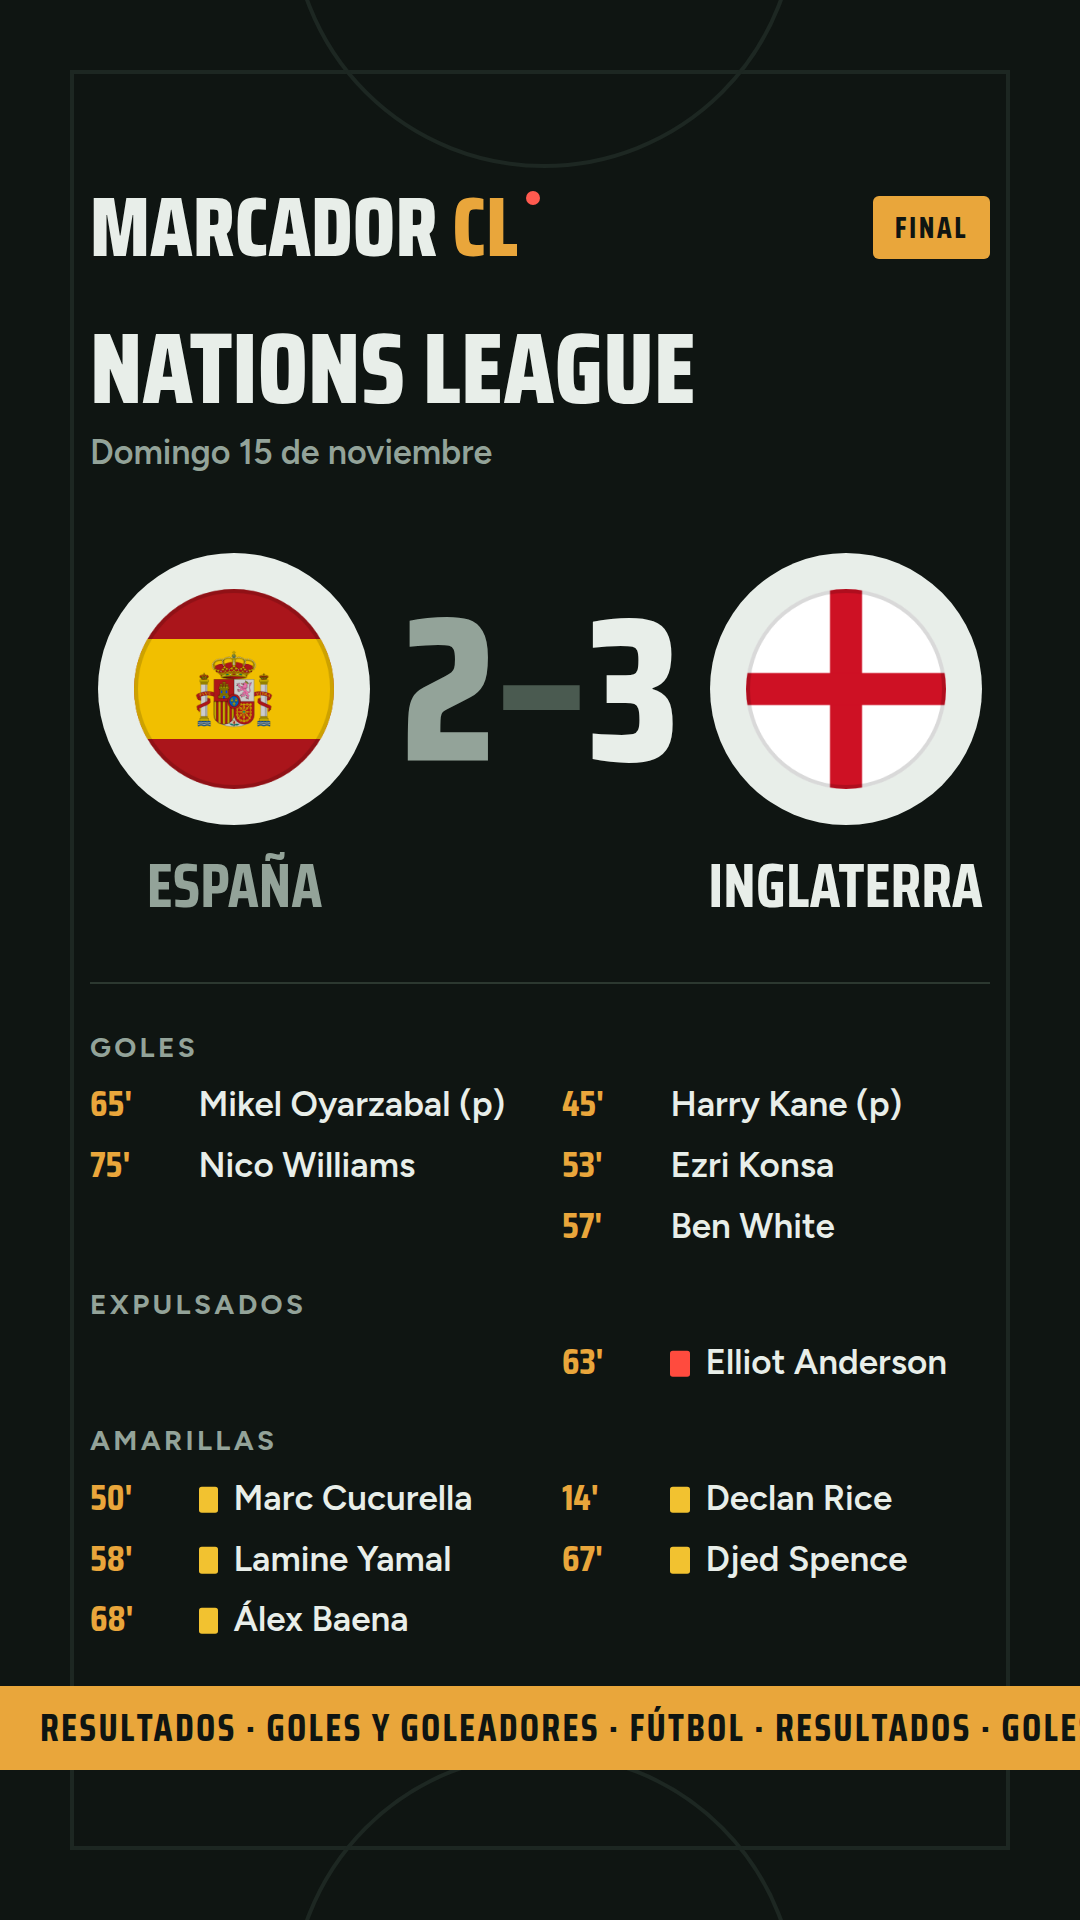 MARCADOR CL
FINAL
NATIONS LEAGUE
Domingo 15 de noviembre
2-3
ESPAÑA
INGLATERRA
GOLES
65' Mikel Oyarzabal (p)
45' Harry Kane (p)
75' Nico Williams
53' Ezri Konsa
57' Ben White
EXPULSADOS
63' Elliot Anderson
AMARILLAS
50' Marc Cucurella
14' Declan Rice
58' Lamine Yamal
67' Djed Spence
68' Álex Baena
RESULTADOS · GOLES Y GOLEADORES · FÚTBOL · RESULTADOS · GOLES